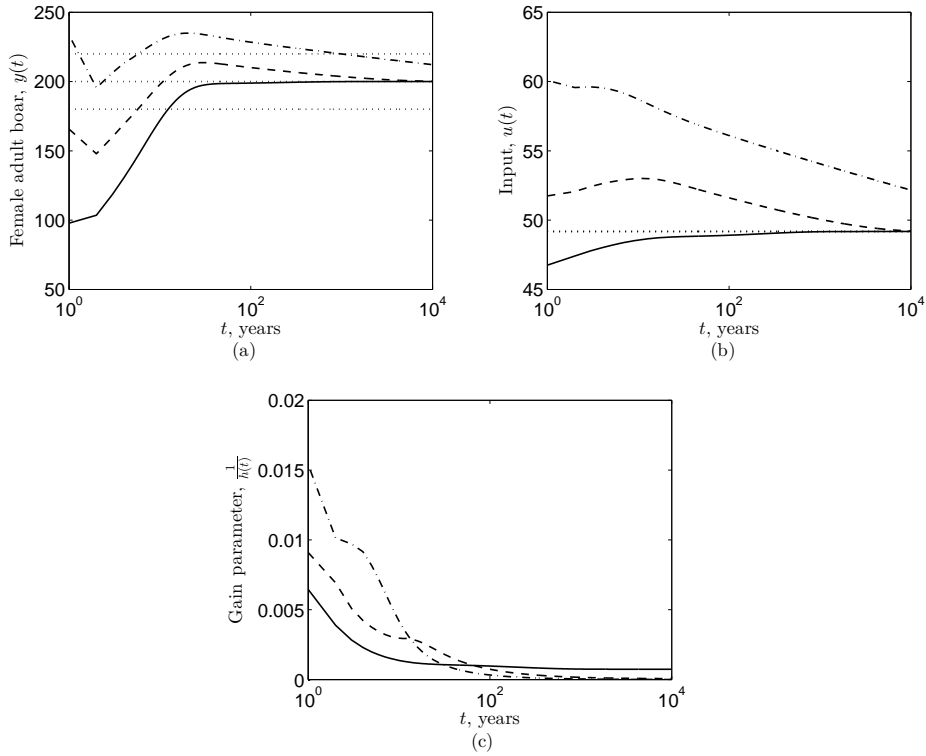 250
200
150
100
50
10^0
10^2
10^4
Female adult boar, y(t)
t, years
(a)
65
60
55
50
45
10^0
10^2
10^4
Input, u(t)
t, years
(b)
0.02
0.015
0.01
0.005
0
10^0
10^2
10^4
Gain parameter, 1/h(t)
t, years
(c)